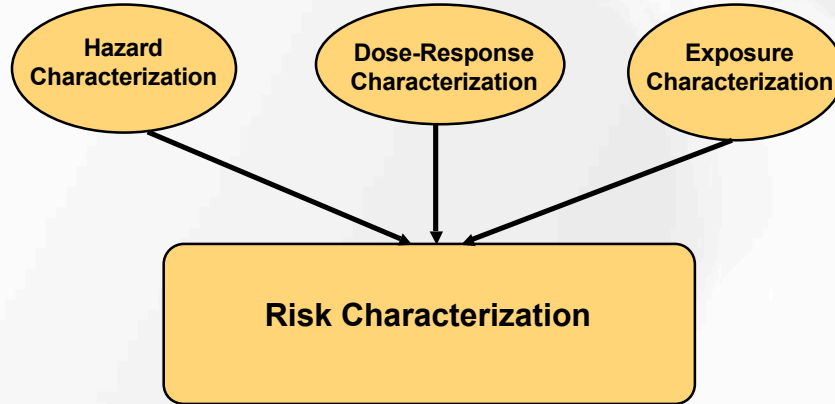 Hazard
Characterization
Dose-Response
Characterization
Exposure
Characterization
Risk Characterization